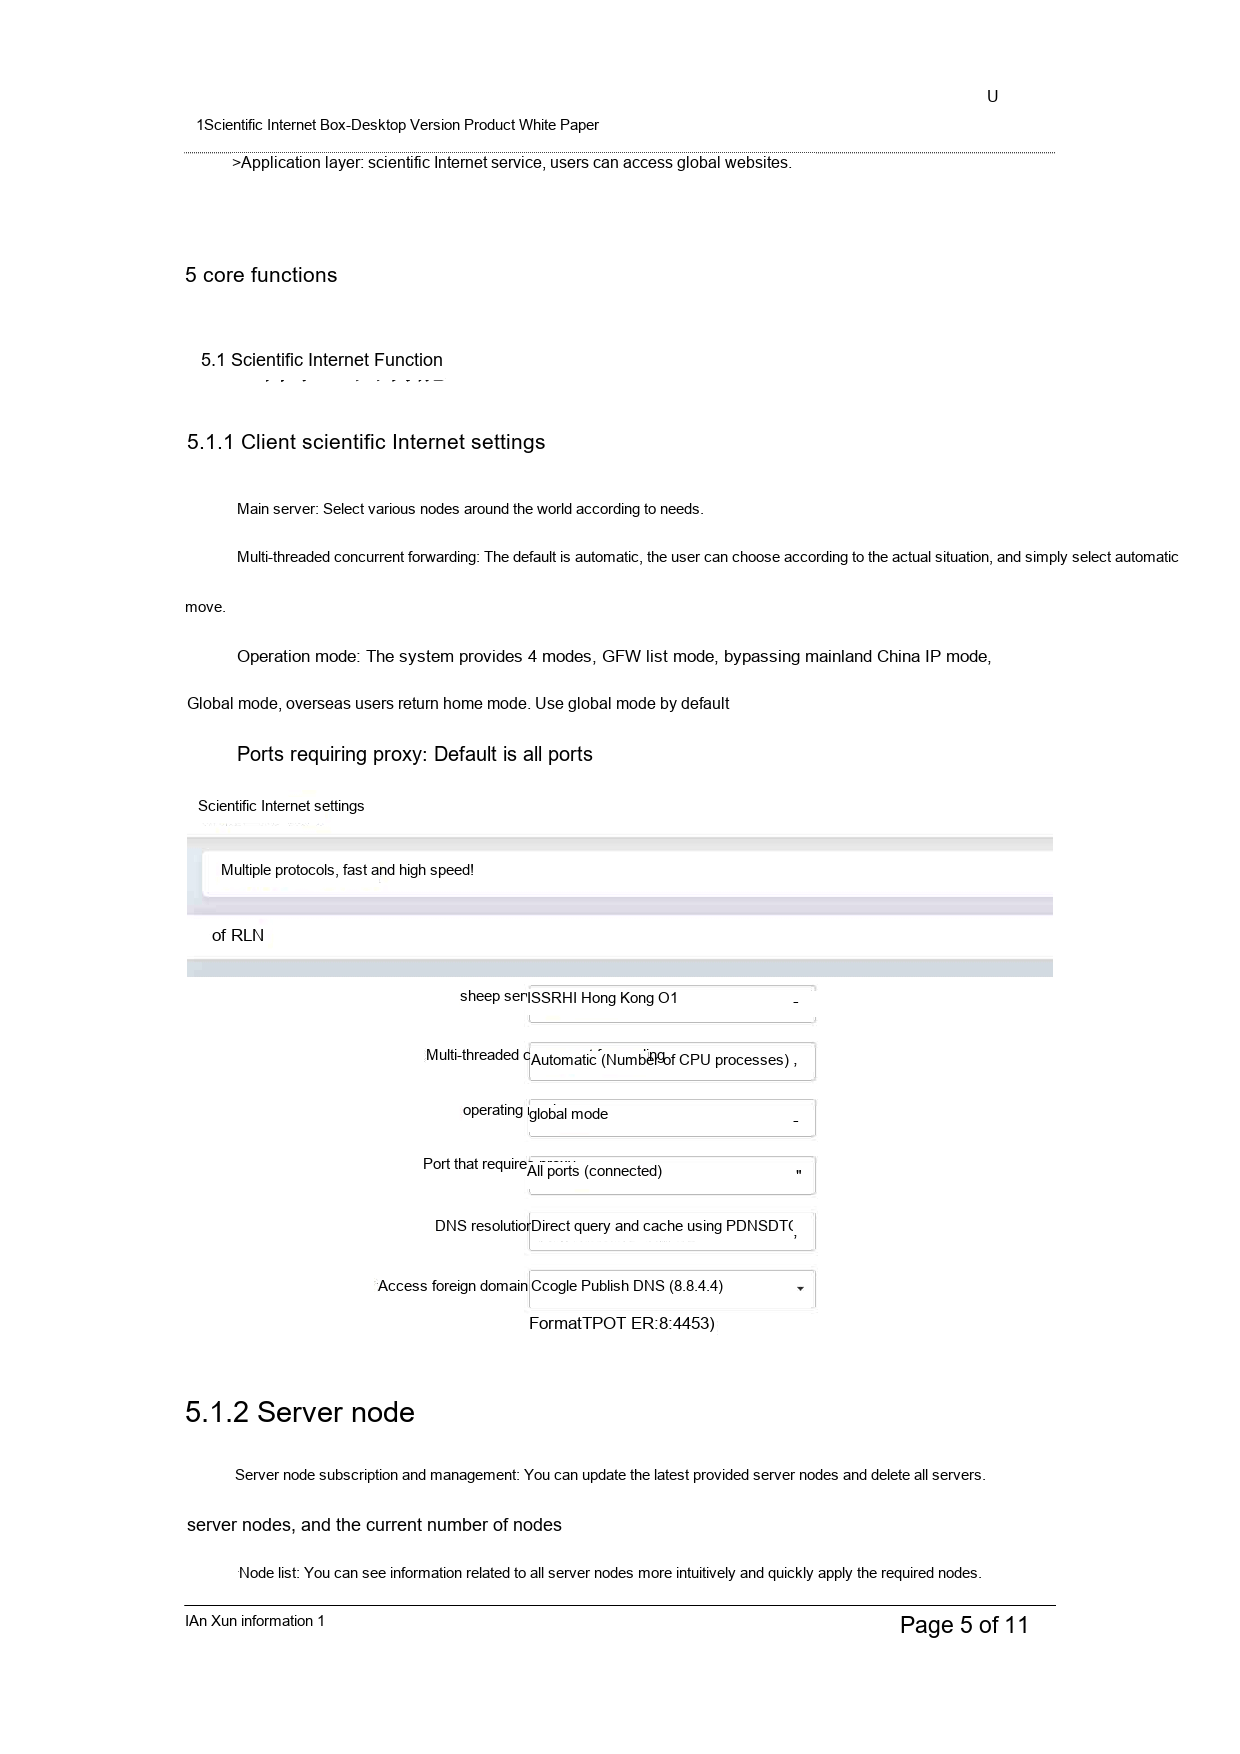 U
1Scientific Internet Box-Desktop Version Product White Paper
>Application layer: scientific Internet service, users can access global websites.
5 core functions
5.1 Scientific Internet Function
5.1.1 Client scientific Internet settings
Main server: Select various nodes around the world according to needs.
Multi-threaded concurrent forwarding: The default is automatic, the user can choose according to the actual situation, and simply select automatic
move.
Operation mode: The system provides 4 modes, GFW list mode, bypassing mainland China IP mode,
Global mode, overseas users return home mode. Use global mode by default
Ports requiring proxy: Default is all ports
Scientific Internet settings
Multiple protocols, fast and high speed!
of RLN
sheep ser ISSRHI Hong Kong O1
Multi-threaded Automatic (Number of CPU processes) ,
operating global mode
Port that requires All ports (connected) "
DNS resolution Direct query and cache using PDNSDT
Access foreign domain Ccogle Publish DNS (8.8.4.4)
FormatTPOT ER:8:4453)
5.1.2 Server node
Server node subscription and management: You can update the latest provided server nodes and delete all servers.
server nodes, and the current number of nodes
Node list: You can see information related to all server nodes more intuitively and quickly apply the required nodes.
IAn Xun information 1 Page 5 of 11